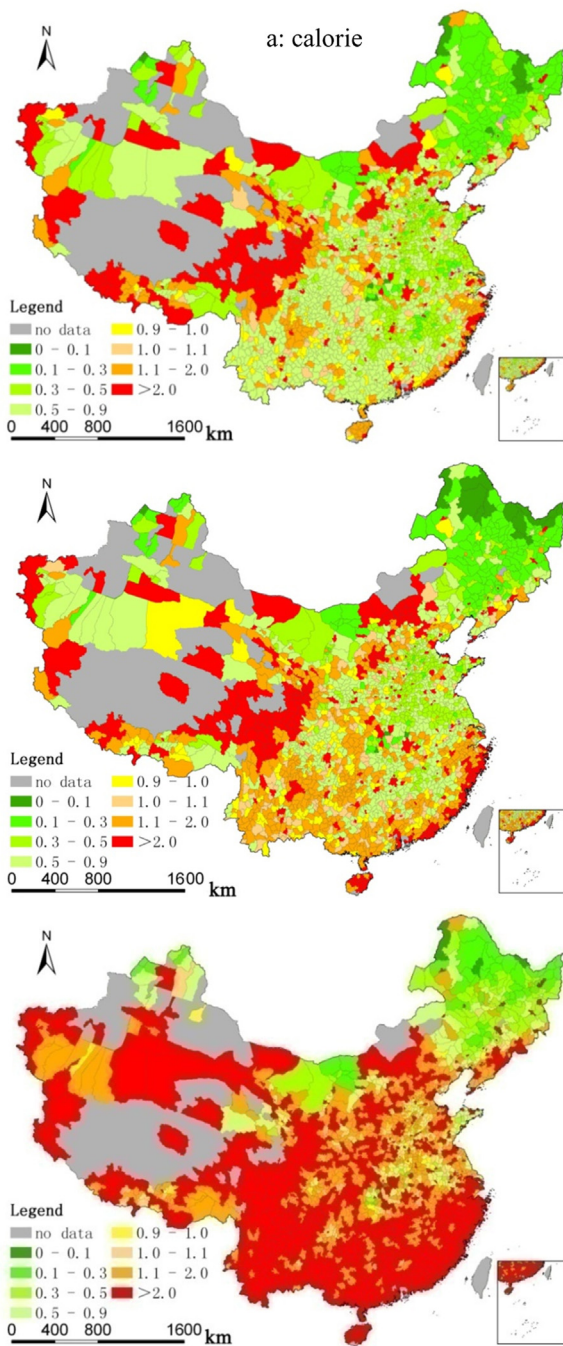 a: calorie
N
Legend
no data 0.9 - 1.0
0 - 0.1 1.0 - 1.1
0.1 - 0.3 1.1 - 2.0
0.3 - 0.5 >2.0
0.5 - 0.9
0 400 800 1600 km
N
Legend
no data 0.9 - 1.0
0 - 0.1 1.0 - 1.1
0.1 - 0.3 1.1 - 2.0
0.3 - 0.5 >2.0
0.5 - 0.9
0 400 800 1600 km
N
Legend
no data 0.9 - 1.0
0 - 0.1 1.0 - 1.1
0.1 - 0.3 1.1 - 2.0
0.3 - 0.5 >2.0
0.5 - 0.9
0 400 800 1600 km